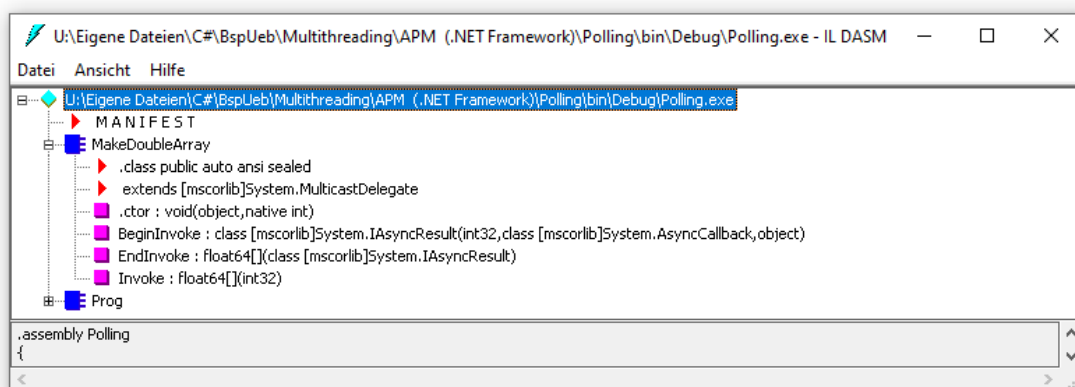 U:\Eigene Dateien\C#\BspUeb\Multithreading\APM (.NET Framework)\Polling\bin\Debug\Polling.exe - IL DASM
Datei Ansicht Hilfe
U:\Eigene Dateien\C#\BspUeb\Multithreading\APM (.NET Framework)\Polling\bin\Debug\Polling.exe
M A N I F E S T
MakeDoubleArray
.class public auto ansi sealed
extends [mscorlib]System.MulticastDelegate
.ctor : void(object,native int)
BeginInvoke : class [mscorlib]System.IAsyncResult(int32,class [mscorlib]System.AsyncCallback,object)
EndInvoke : float64[](class [mscorlib]System.IAsyncResult)
Invoke : float64[](int32)
Prog
.assembly Polling
{